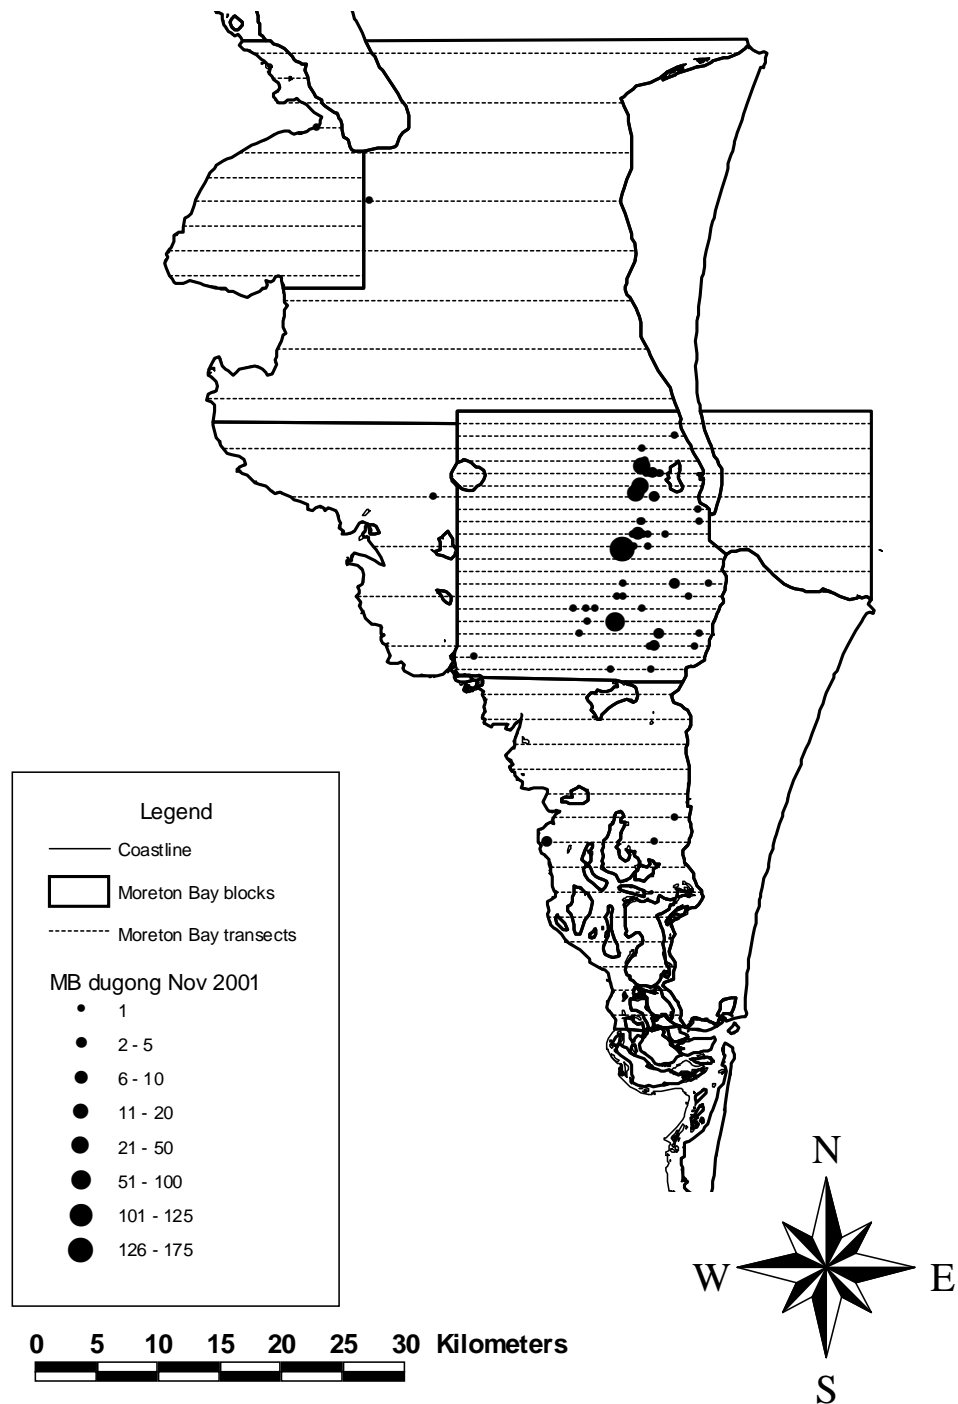 Legend
Coastline
Moreton Bay blocks
Moreton Bay transects
MB dugong Nov 2001
1
2 - 5
6 - 10
11 - 20
21 - 50
51 - 100
101 - 125
126 - 175
N
W E
S
0 5 10 15 20 25 30 Kilometers